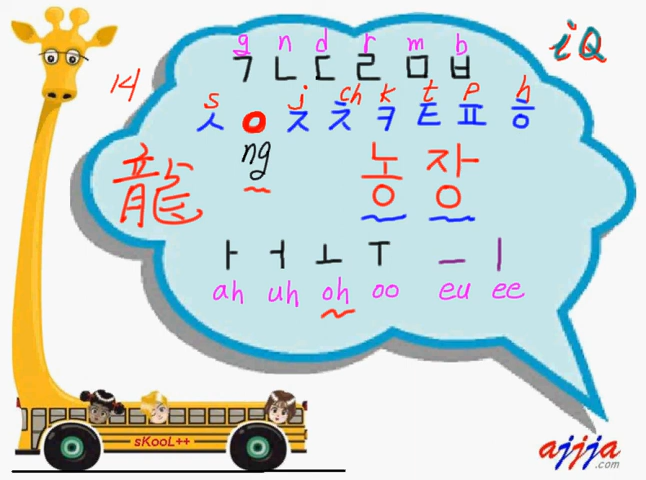 iQ
g n d r m b
ㄱ ㄴ ㄷ ㄹ ㅁ ㅂ
14
s j ch k t p h
ㅅ ㅇ ㅈ ㅊ ㅋ ㅌ ㅍ ㅎ
ng
龍 농 장
ㅏ ㅓ ㅗ ㅜ ㅡ ㅣ
ah uh oh oo eu ee
sKooL++
ajjja
.com